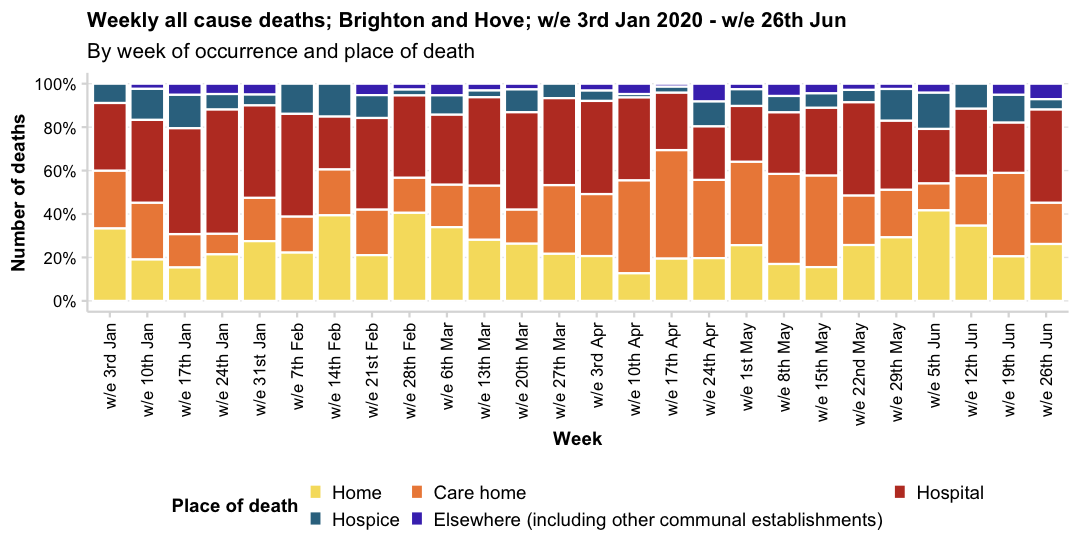 Weekly all cause deaths; Brighton and Hove; w/e 3rd Jan 2020 - w/e 26th Jun
By week of occurrence and place of death
Number of deaths
100%
80%
60%
40%
20%
0%
w/e 3rd Jan
w/e 10th Jan
w/e 17th Jan
w/e 24th Jan
w/e 31st Jan
w/e 7th Feb
w/e 14th Feb
w/e 21st Feb
w/e 28th Feb
w/e 6th Mar
w/e 13th Mar
w/e 20th Mar
w/e 27th Mar
w/e 3rd Apr
w/e 10th Apr
w/e 17th Apr
w/e 24th Apr
w/e 1st May
w/e 8th May
w/e 15th May
w/e 22nd May
w/e 29th May
w/e 5th Jun
w/e 12th Jun
w/e 19th Jun
w/e 26th Jun
Week
Place of death
Home
Care home
Hospital
Hospice
Elsewhere (including other communal establishments)